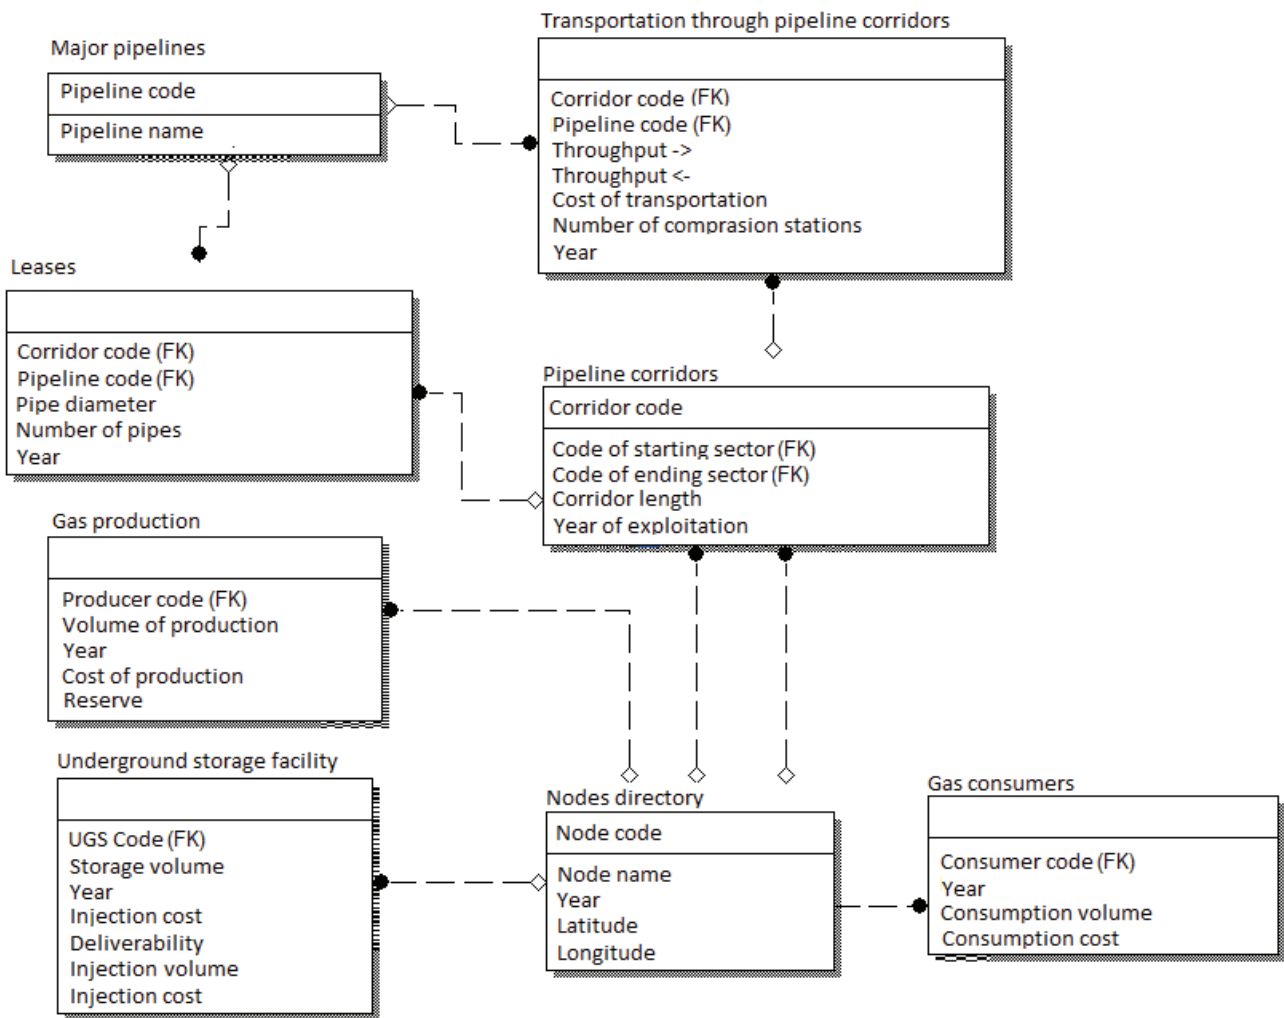 Major pipelines
Pipeline code
Pipeline name
Transportation through pipeline corridors
Corridor code (FK)
Pipeline code (FK)
Throughput ->
Throughput <-
Cost of transportation
Number of comprasion stations
Year
Leases
Corridor code (FK)
Pipeline code (FK)
Pipe diameter
Number of pipes
Year
Pipeline corridors
Corridor code
Code of starting sector (FK)
Code of ending sector (FK)
Corridor length
Year of exploitation
Gas production
Producer code (FK)
Volume of production
Year
Cost of production
Reserve
Underground storage facility
UGS Code (FK)
Storage volume
Year
Injection cost
Deliverability
Injection volume
Injection cost
Nodes directory
Node code
Node name
Year
Latitude
Longitude
Gas consumers
Consumer code (FK)
Year
Consumption volume
Consumption cost